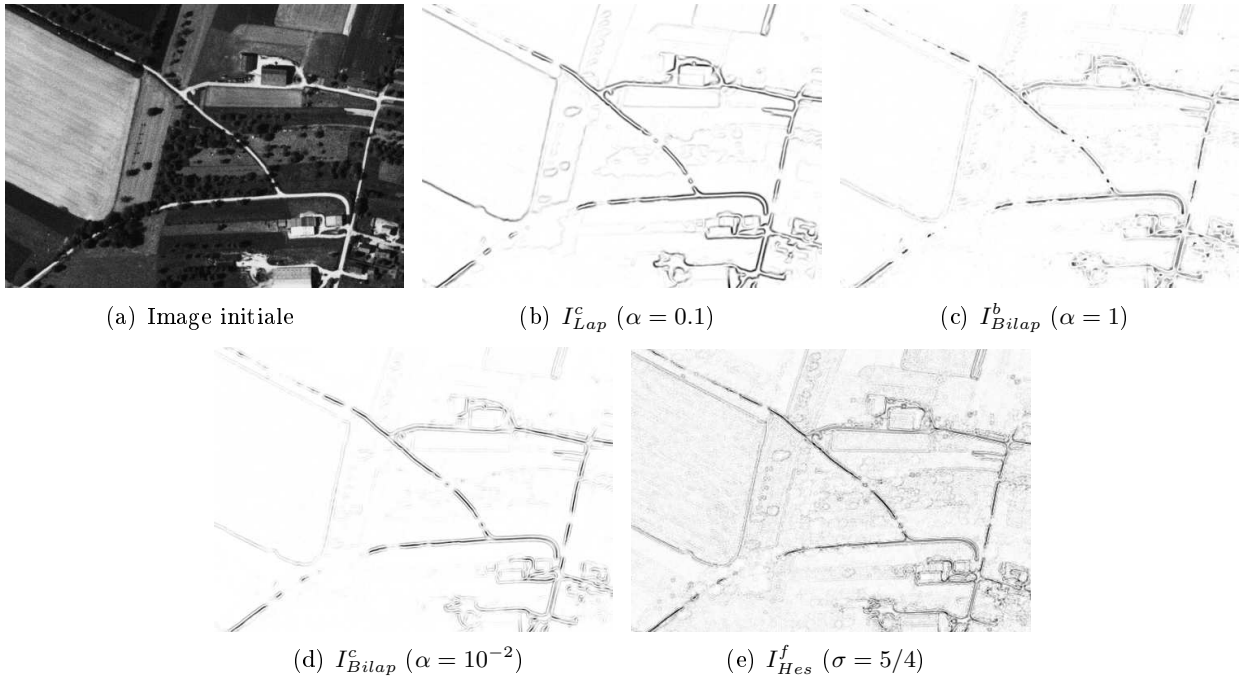 (a) Image initiale
(b) $I^c_{Lap}$ ($\alpha = 0.1$)
(c) $I^b_{Bilap}$ ($\alpha = 1$)
(d) $I^c_{Bilap}$ ($\alpha = 10^{-2}$)
(e) $I^f_{Hes}$ ($\sigma = 5/4$)